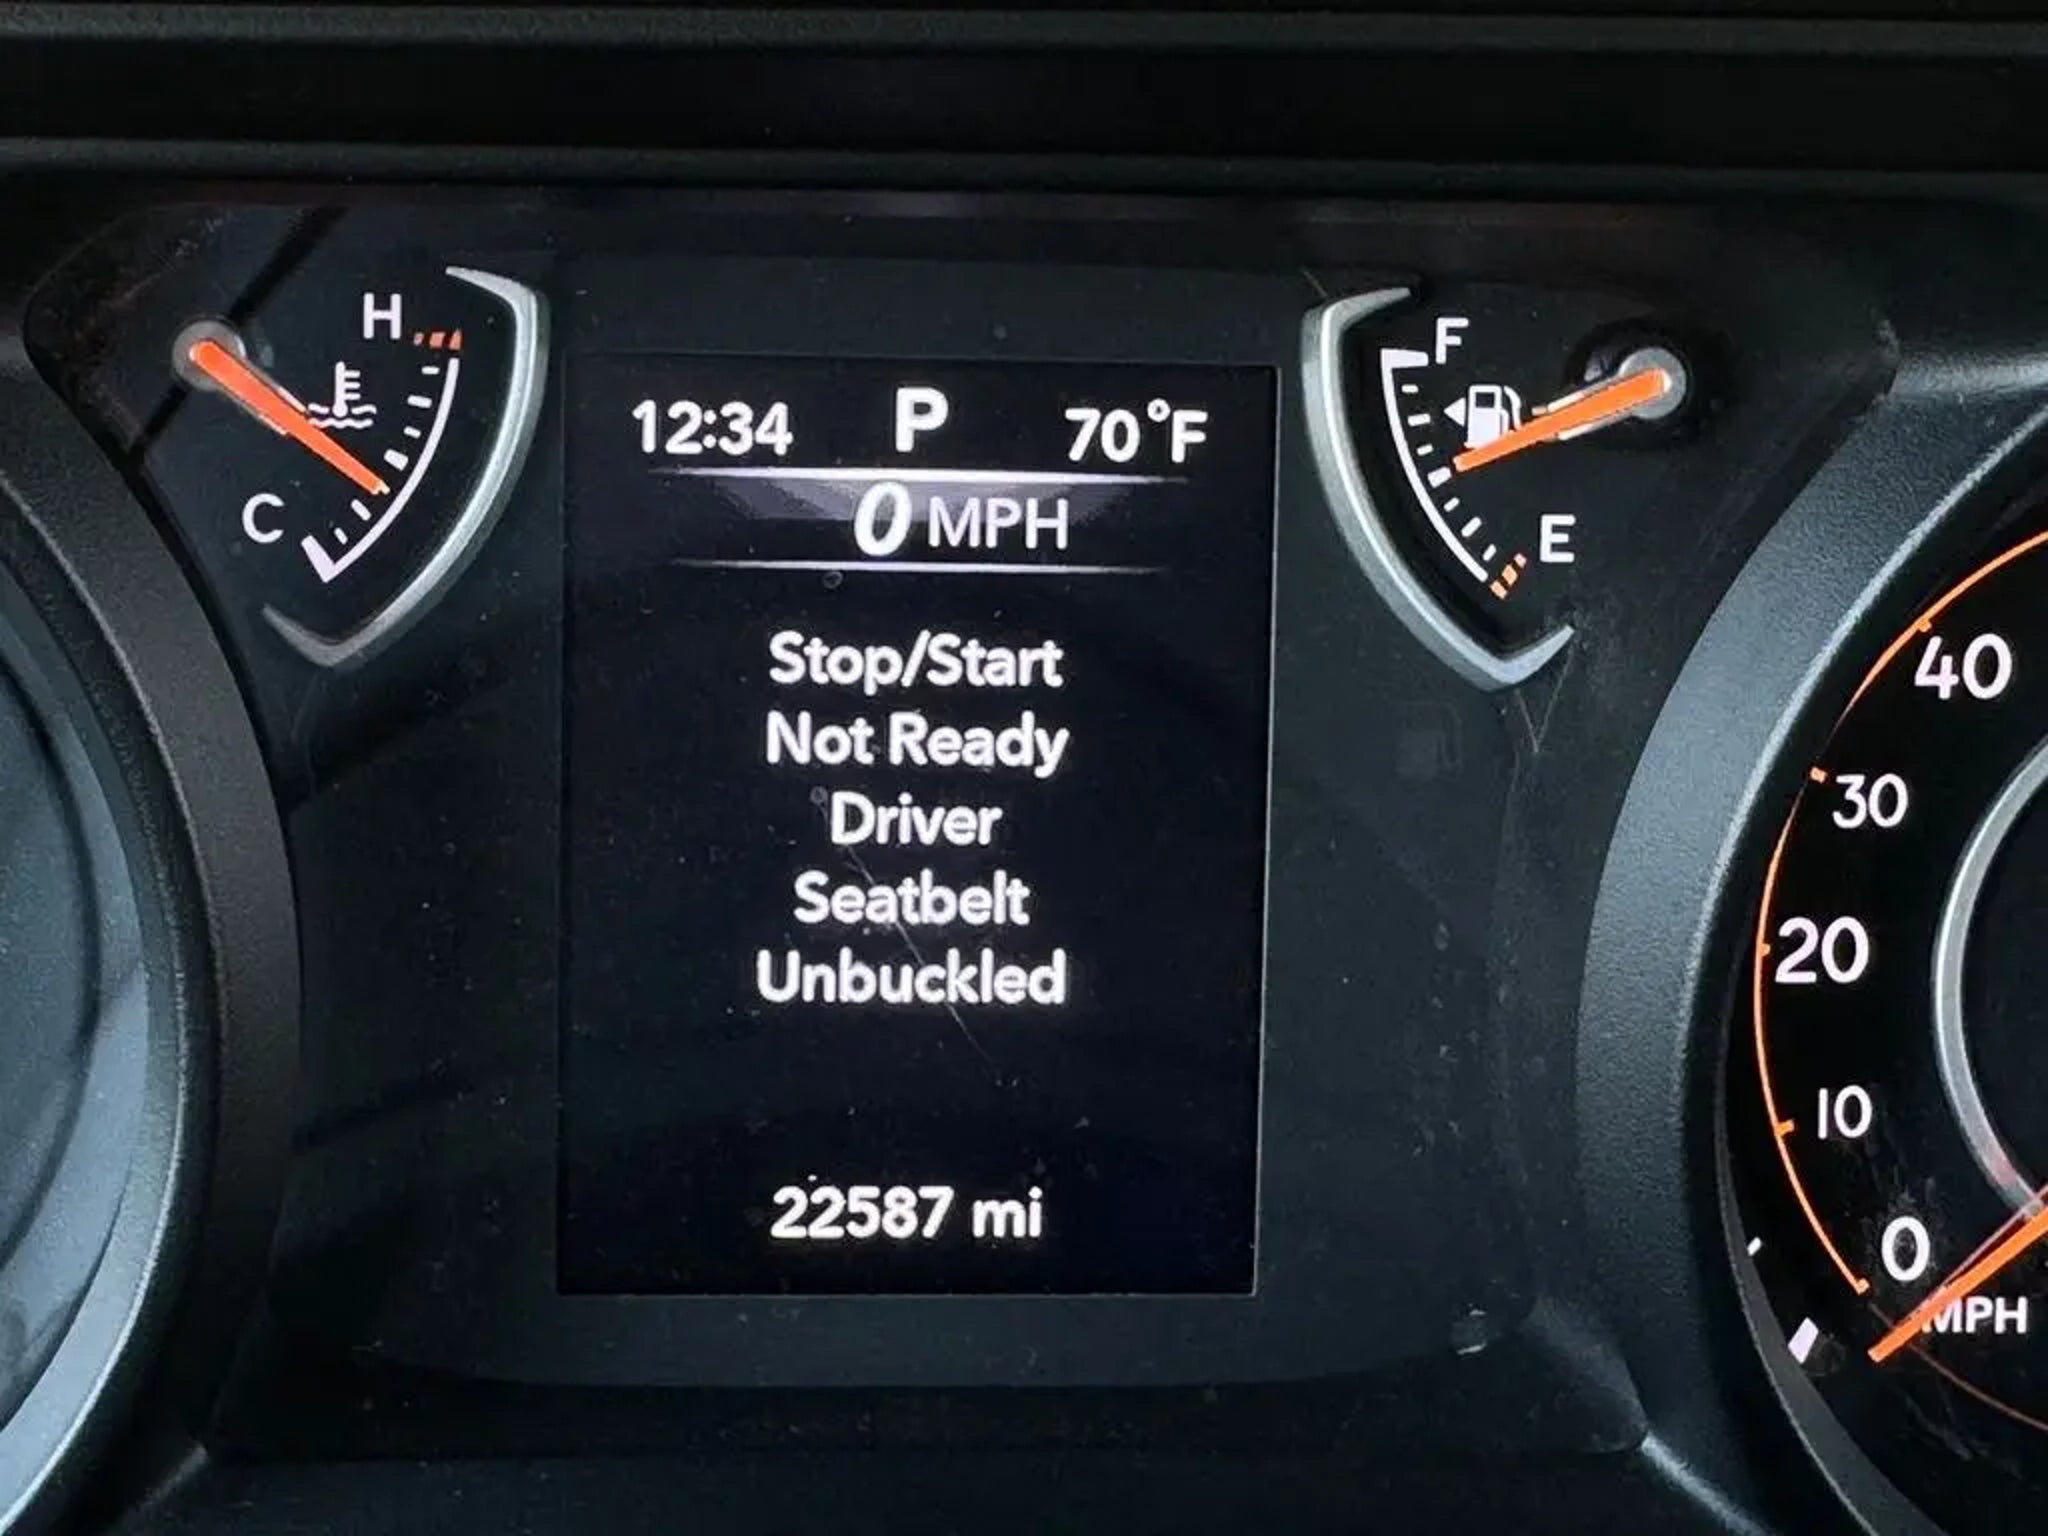 H
F
12:34 P 70°F
0 MPH
C
E
Stop/Start
Not Ready
Driver
Seatbelt
Unbuckled
22587 mi
40
30
20
10
0
MPH